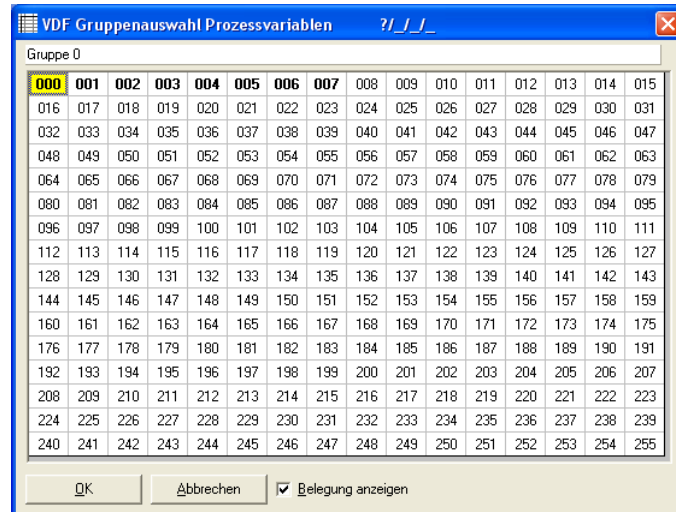 VDF Gruppenauswahl Prozessvariablen ?/_/_/_
Gruppe 0
000 001 002 003 004 005 006 007 008 009 010 011 012 013 014 015
016 017 018 019 020 021 022 023 024 025 026 027 028 029 030 031
032 033 034 035 036 037 038 039 040 041 042 043 044 045 046 047
048 049 050 051 052 053 054 055 056 057 058 059 060 061 062 063
064 065 066 067 068 069 070 071 072 073 074 075 076 077 078 079
080 081 082 083 084 085 086 087 088 089 090 091 092 093 094 095
096 097 098 099 100 101 102 103 104 105 106 107 108 109 110 111
112 113 114 115 116 117 118 119 120 121 122 123 124 125 126 127
128 129 130 131 132 133 134 135 136 137 138 139 140 141 142 143
144 145 146 147 148 149 150 151 152 153 154 155 156 157 158 159
160 161 162 163 164 165 166 167 168 169 170 171 172 173 174 175
176 177 178 179 180 181 182 183 184 185 186 187 188 189 190 191
192 193 194 195 196 197 198 199 200 201 202 203 204 205 206 207
208 209 210 211 212 213 214 215 216 217 218 219 220 221 222 223
224 225 226 227 228 229 230 231 232 233 234 235 236 237 238 239
240 241 242 243 244 245 246 247 248 249 250 251 252 253 254 255
OK Abbrechen Belegung anzeigen